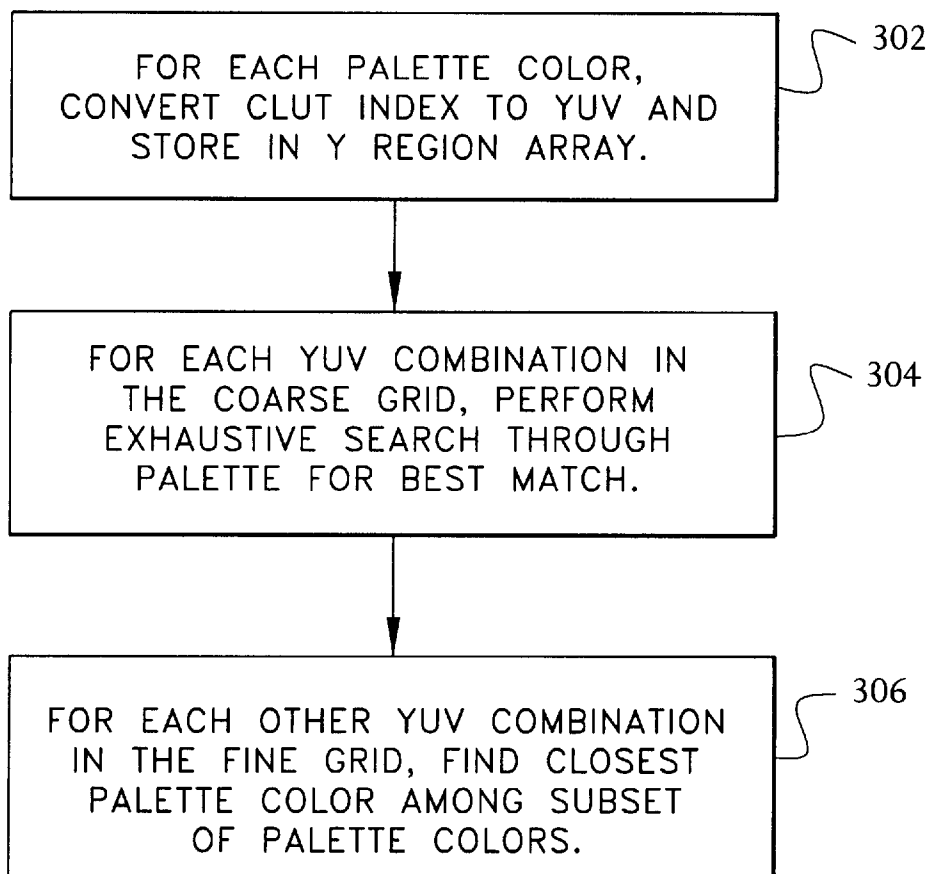 302
FOR EACH PALETTE COLOR,
CONVERT CLUT INDEX TO YUV AND
STORE IN Y REGION ARRAY.
304
FOR EACH YUV COMBINATION IN
THE COARSE GRID, PERFORM
EXHAUSTIVE SEARCH THROUGH
PALETTE FOR BEST MATCH.
306
FOR EACH OTHER YUV COMBINATION
IN THE FINE GRID, FIND CLOSEST
PALETTE COLOR AMONG SUBSET
OF PALETTE COLORS.